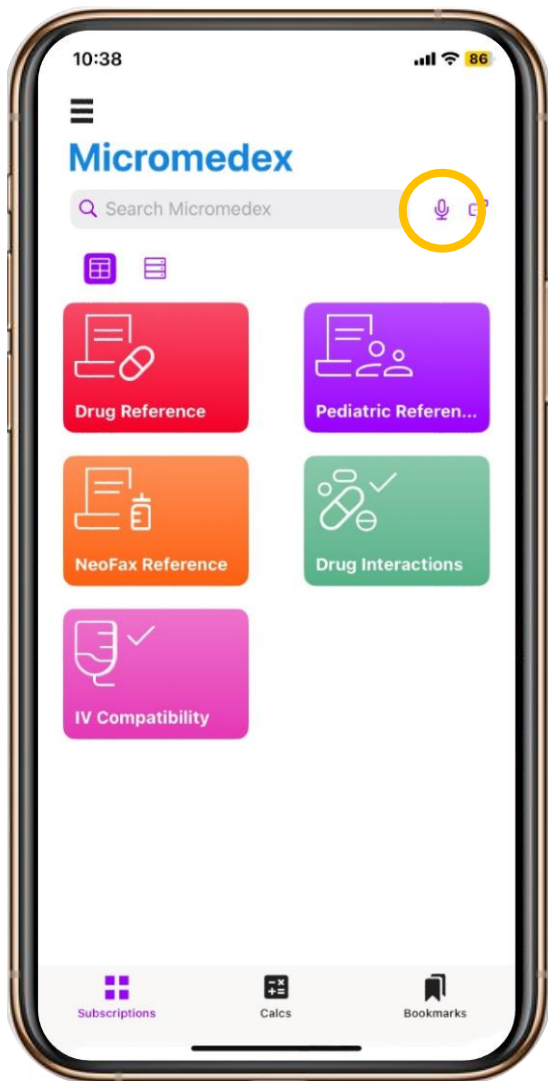 10:38
86
Micromedex
Search Micromedex
Drug Reference
Pediatric Referen...
NeoFax Reference
Drug Interactions
IV Compatibility
Subscriptions
Calcs
Bookmarks